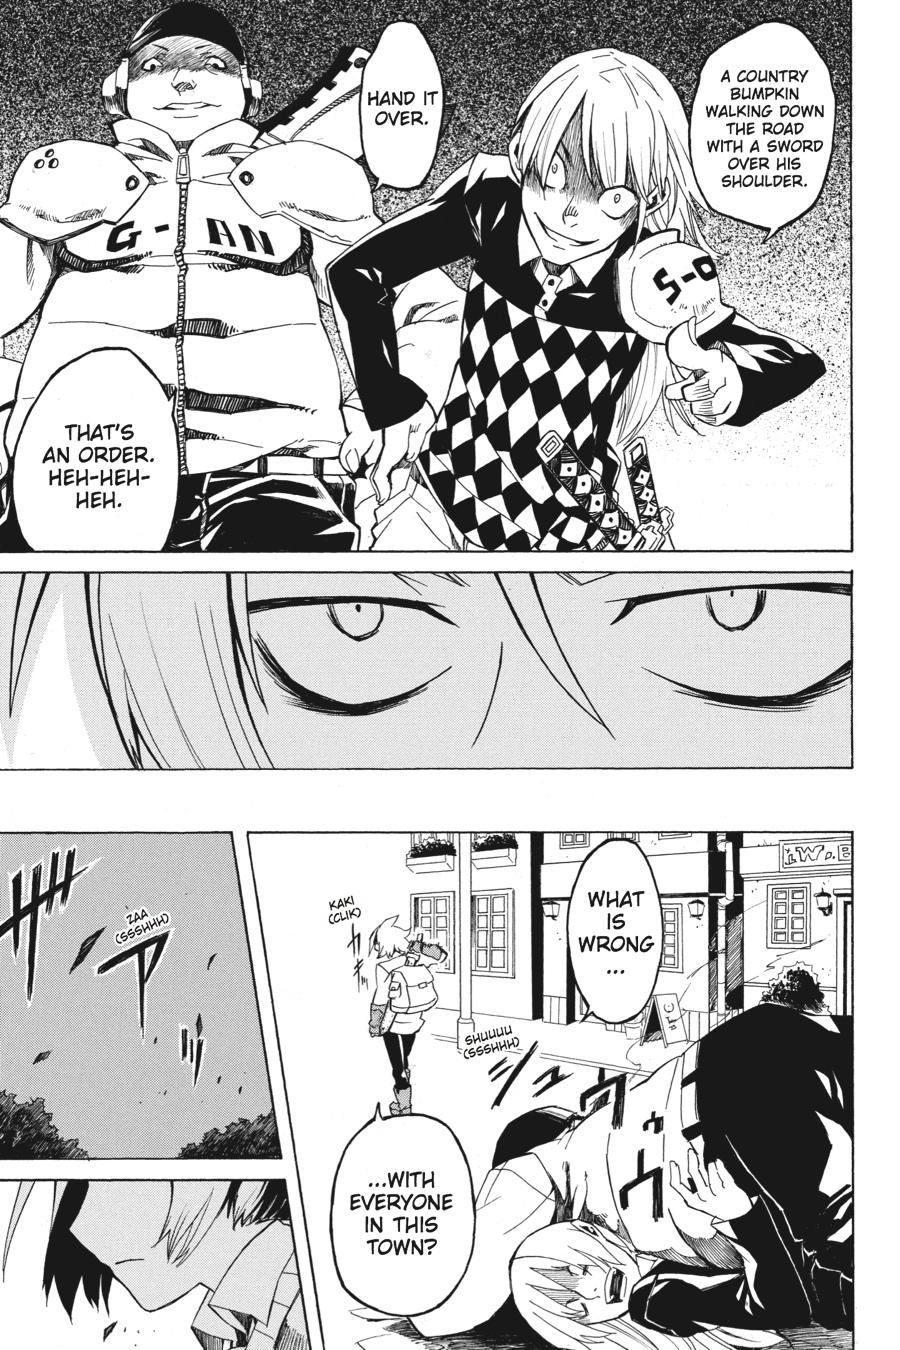 A COUNTRY
BUMPKIN
WALKING DOWN
THE ROAD
WITH A SWORD
OVER HIS
SHOULDER.
HAND IT
OVER.
S-O
G-AN
THAT'S
AN ORDER.
HEH-HEH-
HEH.
WHAT
IS
WRONG
...
W.B
KAKI
(CLIK)
カキ
SHUUUU
(SSSHHH)
シュウウウ
...WITH
EVERYONE
IN THIS
TOWN?
ZAA
(SSSHHH)
ザァ